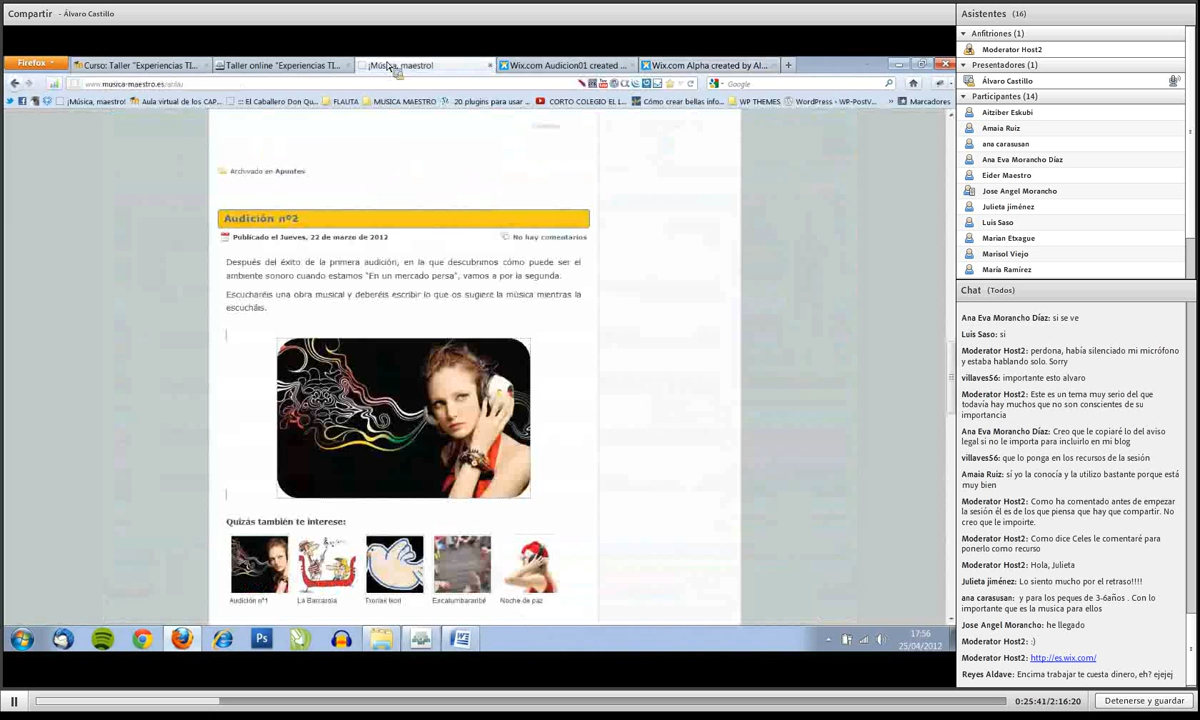 Compartir - Álvaro Castillo
Firefox
Curso: Taller "Experiencias TI...
Taller online "Experiencias TI...
¡Música, maestro!
Wix.com Audicion01 created ...
Wix.com Alpha created by Al...
www.musica-maestro.es
Google
¡Música, maestro!
Aula virtual de los CAP...
:: El Caballero Don Qu...
FLAUTA
MUSICA MAESTRO
20 plugins para usar ...
CORTO COLEGIO EL L...
Cómo crear bellas info...
WP THEMES
WordPress › WP-PostV...
Marcadores
Archivado en Apuntes
Audición nº2
Publicado el Jueves, 22 de marzo de 2012
No hay comentarios
Después del éxito de la primera audición, en la que descubrimos cómo puede ser el
ambiente sonoro cuando estamos "En un mercado persa", vamos a por la segunda.
Escucharéis una obra musical y deberéis escribir lo que os sugiere la música mientras la
escucháis.
Quizás también te interese:
Audición nº1
La Barcarola
Noche de paz
Ps
17:56
25/04/2012
0:25:41/2:16:20
Detenerse y guardar
Asistentes (16)
Anfitriones (1)
Moderator Host2
Presentadores (1)
Álvaro Castillo
Participantes (14)
Aitziber Eskubi
Amaia Ruiz
ana carasusan
Ana Eva Morancho Díaz
Eider Maestro
Jose Angel Morancho
Julieta jiménez
Luis Saso
Marian Etxague
Marisol Viejo
María Ramírez
Chat (Todos)
Ana Eva Morancho Díaz: si se ve
Luis Saso: si
Moderator Host2: perdona, había silenciado mi micrófono
y estaba hablando solo. Sorry
villaves56: importante esto alvaro
Moderator Host2: Este es un tema muy serio del que
todavía hay muchos que no son conscientes de su
importancia
Ana Eva Morancho Díaz: Creo que le copiaré lo del aviso
legal si no le importa para incluirlo en mi blog
villaves56: que lo ponga en los recursos de la sesión
Amaia Ruiz: sí yo la conocía y la utilizo bastante porque está
muy bien
Moderator Host2: Como ha comentado antes de empezar
la sesión él es de los que piensa que hay que compartir. No
creo que le impoirte.
Moderator Host2: Como dice Celes le comentaré para
ponerlo como recurso
Moderator Host2: Hola, Julieta
Julieta jiménez: Lo siento mucho por el retraso!!!!
ana carasusan: y para los peques de 3-6años . Con lo
importante que es la musica para ellos
Jose Angel Morancho: he llegado
Moderator Host2: :)
Moderator Host2: http://es.wix.com/
Reyes Aldave: Encima trabajar te cuesta dinero, eh? ejejej